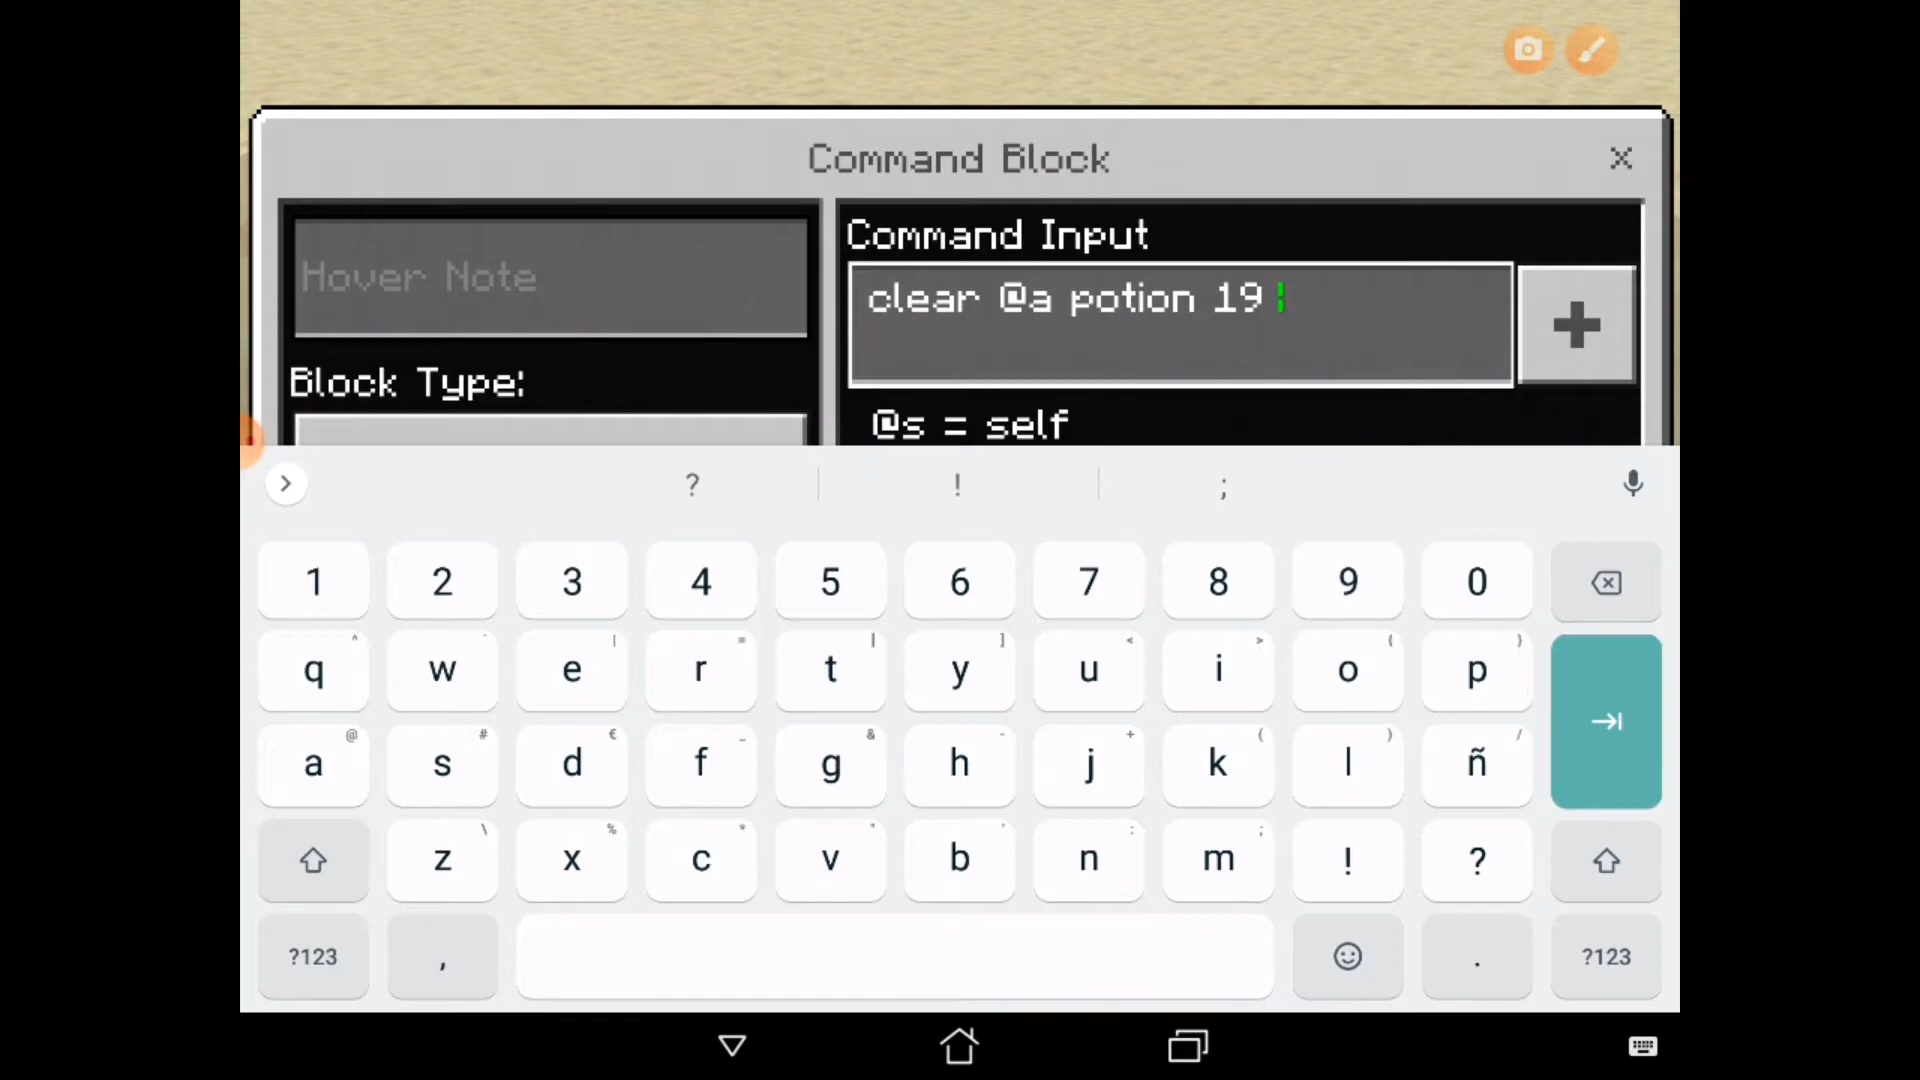 Command Block
Hover Note
Block Type:
Command Input
clear @a potion 19
@s = self
? ! ;
1 2 3 4 5 6 7 8 9 0
q w e r t y u i o p
a s d f g h j k l ñ
z x c v b n m ! ?
?123 , . ?123